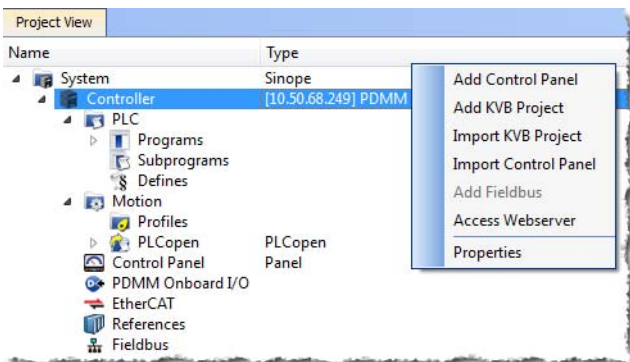 Project View
Name Type
System Sinope
Controller [10.50.68.249] PDMM
PLC
Programs
Subprograms
Defines
Motion
Profiles
PLCopen PLCopen
Control Panel Panel
PDMM Onboard I/O
EtherCAT
References
Fieldbus
Add Control Panel
Add KVB Project
Import KVB Project
Import Control Panel
Add Fieldbus
Access Webserver
Properties